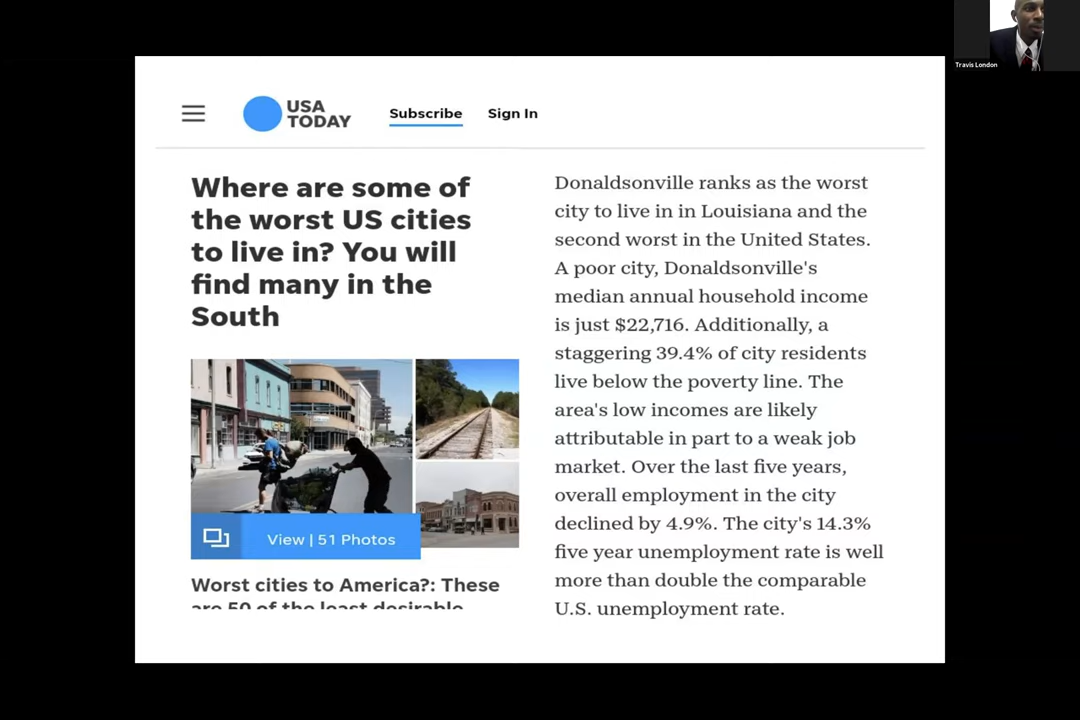 Travis London
USA
TODAY
Subscribe
Sign In
Where are some of
the worst US cities
to live in? You will
find many in the
South
View | 51 Photos
Worst cities to America?: These
are 50 of the least desirable
Donaldsonville ranks as the worst
city to live in in Louisiana and the
second worst in the United States.
A poor city, Donaldsonville's
median annual household income
is just $22,716. Additionally, a
staggering 39.4% of city residents
live below the poverty line. The
area's low incomes are likely
attributable in part to a weak job
market. Over the last five years,
overall employment in the city
declined by 4.9%. The city's 14.3%
five year unemployment rate is well
more than double the comparable
U.S. unemployment rate.